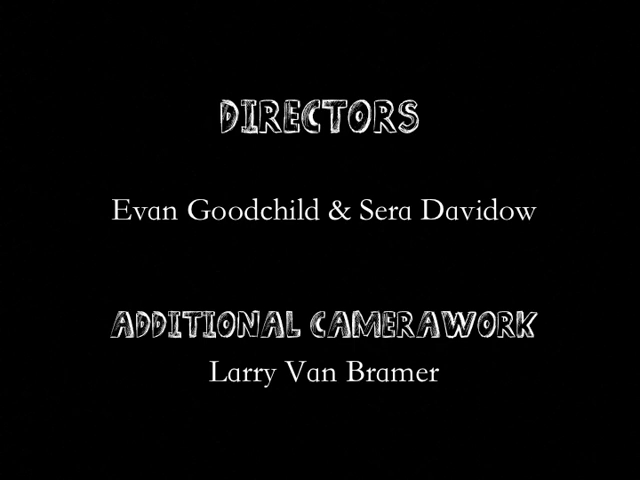 DIRECTORS
Evan Goodchild & Sera Davidow
ADDITIONAL CAMERAWORK
Larry Van Bramer